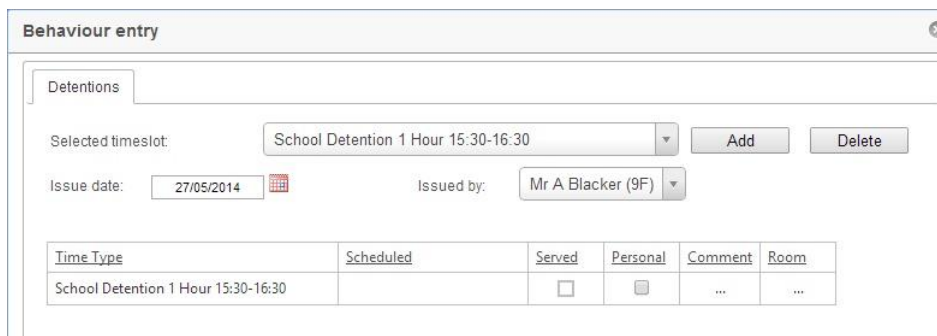 Behaviour entry
Detentions
Selected timeslot: School Detention 1 Hour 15:30-16:30 Add Delete
Issue date: 27/05/2014 Issued by: Mr A Blacker (9F)
Time Type Scheduled Served Personal Comment Room
School Detention 1 Hour 15:30-16:30 ... ...